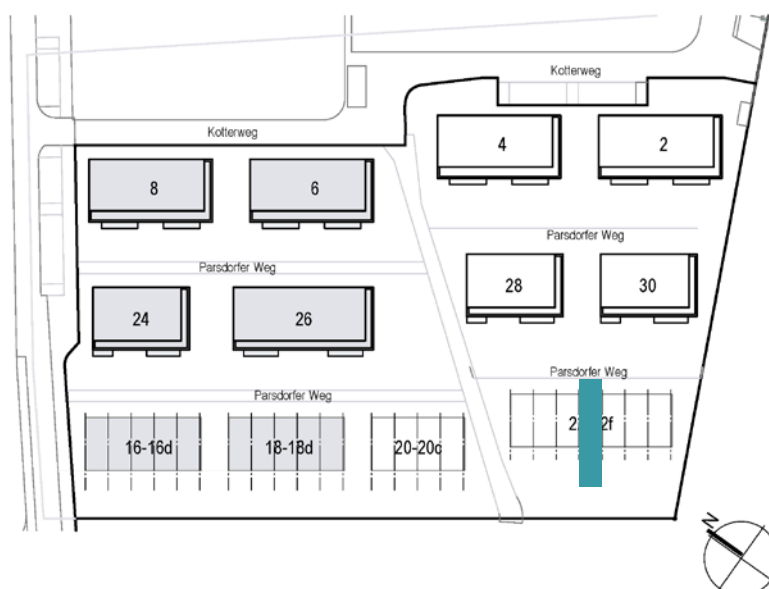 Kotterweg
Kotterweg
4
2
8
6
Parsdorfer Weg
Parsdorfer Weg
28
30
24
26
Parsdorfer Weg
Parsdorfer Weg
16-16d
18-18d
20-20c
N